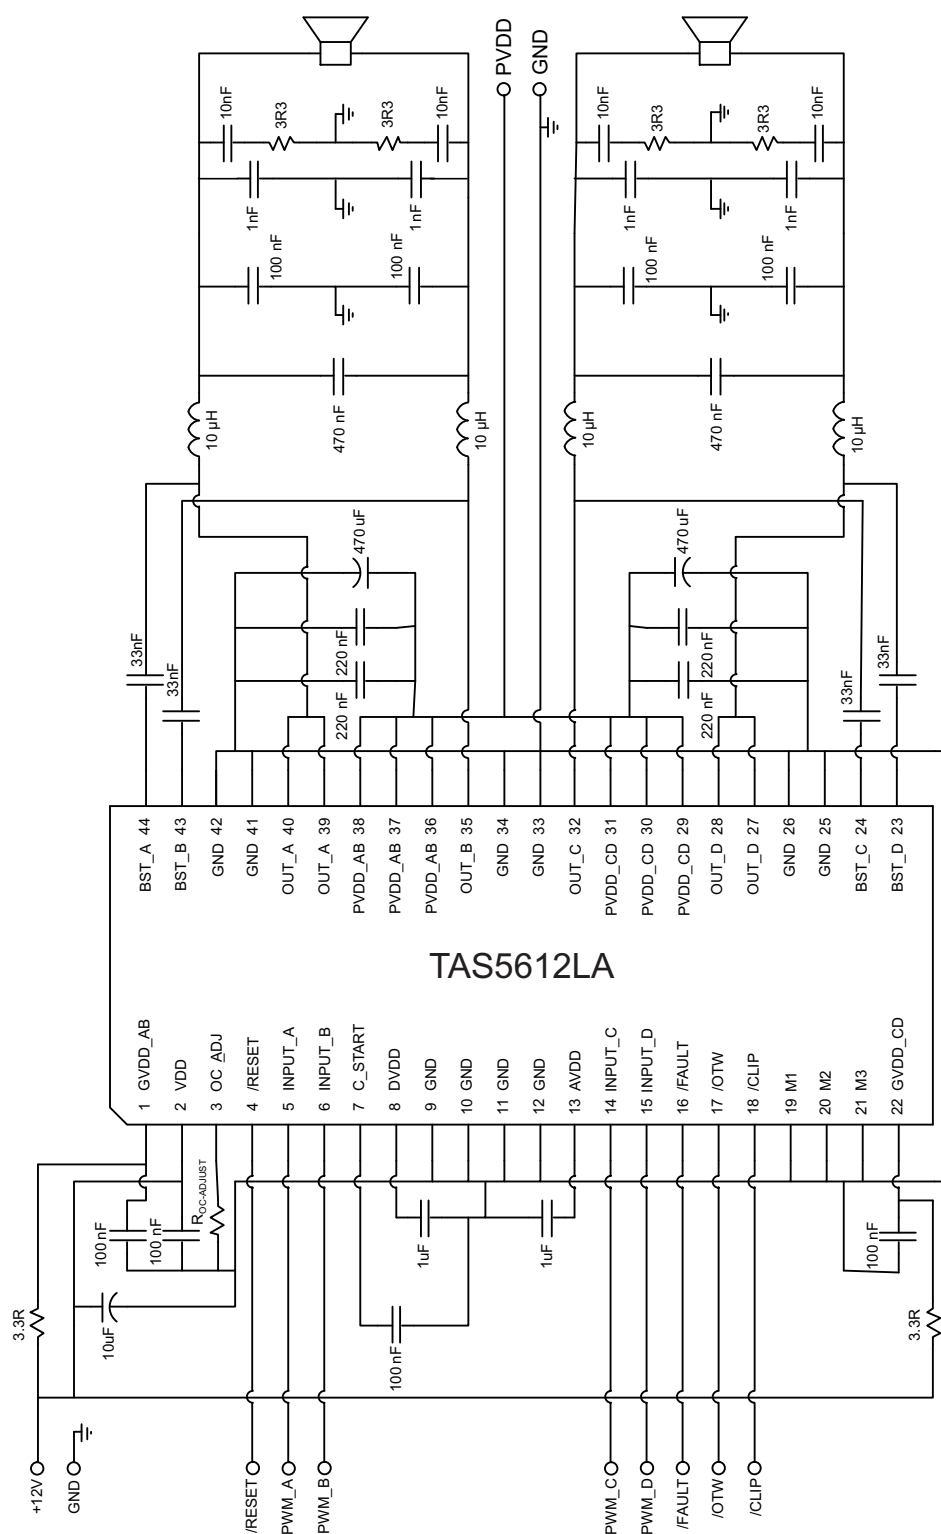 10nF
3R3
3R3
10nF
1nF
1nF
100 nF
100 nF
470 nF
10 µH
10 µH
PVDD
GND
10nF
3R3
3R3
10nF
1nF
1nF
100 nF
100 nF
470 nF
10 µH
10 µH
33nF
33nF
470 uF
220 nF
220 nF
470 uF
220 nF
220 nF
33nF
33nF
BST_A 44
BST_B 43
GND 42
GND 41
OUT_A 40
OUT_A 39
PVDD_AB 38
PVDD_AB 37
PVDD_AB 36
OUT_B 35
GND 34
GND 33
OUT_C 32
PVDD_CD 31
PVDD_CD 30
PVDD_CD 29
OUT_D 28
OUT_D 27
GND 26
GND 25
BST_C 24
BST_D 23
TAS5612LA
1 GVDD_AB
2 VDD
3 OC_ADJ
4 /RESET
5 INPUT_A
6 INPUT_B
7 C_START
8 DVDD
9 GND
10 GND
11 GND
12 GND
13 AVDD
14 INPUT_C
15 INPUT_D
16 /FAULT
17 /OTW
18 /CLIP
19 M1
20 M2
21 M3
22 GVDD_CD
100 nF
100 nF
ROC-ADJUST
1uF
1uF
100 nF
3.3R
10uF
100 nF
3.3R
+12V
GND
/RESET
PWM_A
PWM_B
PWM_C
PWM_D
/FAULT
/OTW
/CLIP